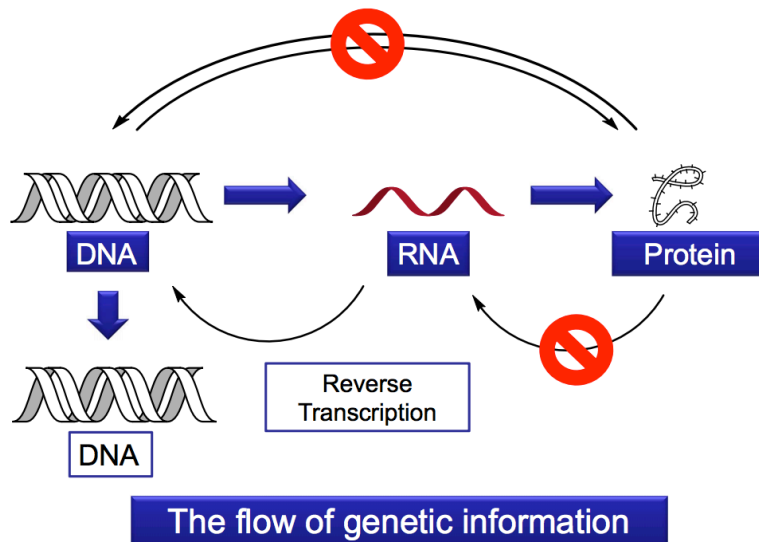 DNA
RNA
Protein
Reverse
Transcription
DNA
The flow of genetic information